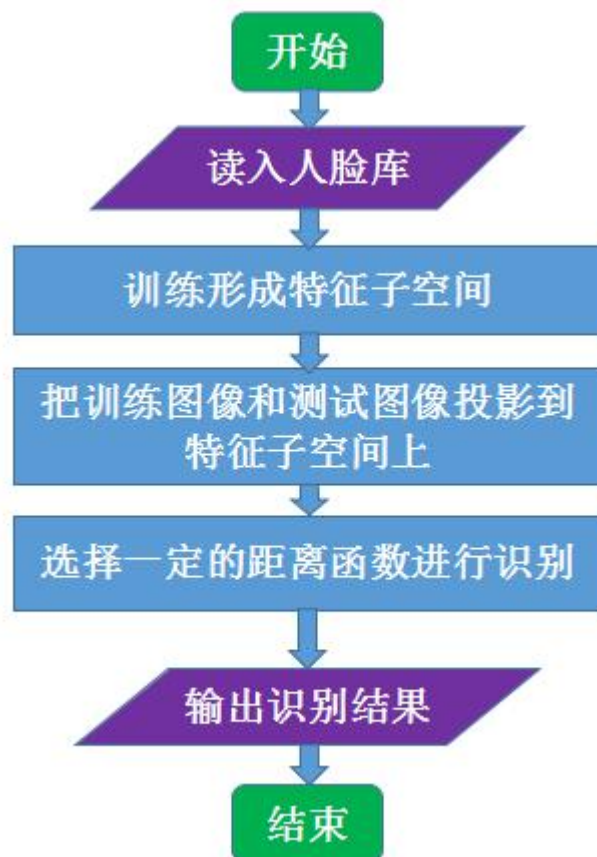 开始
读入人脸库
训练形成特征子空间
把训练图像和测试图像投影到
特征子空间上
选择一定的距离函数进行识别
输出识别结果
结束